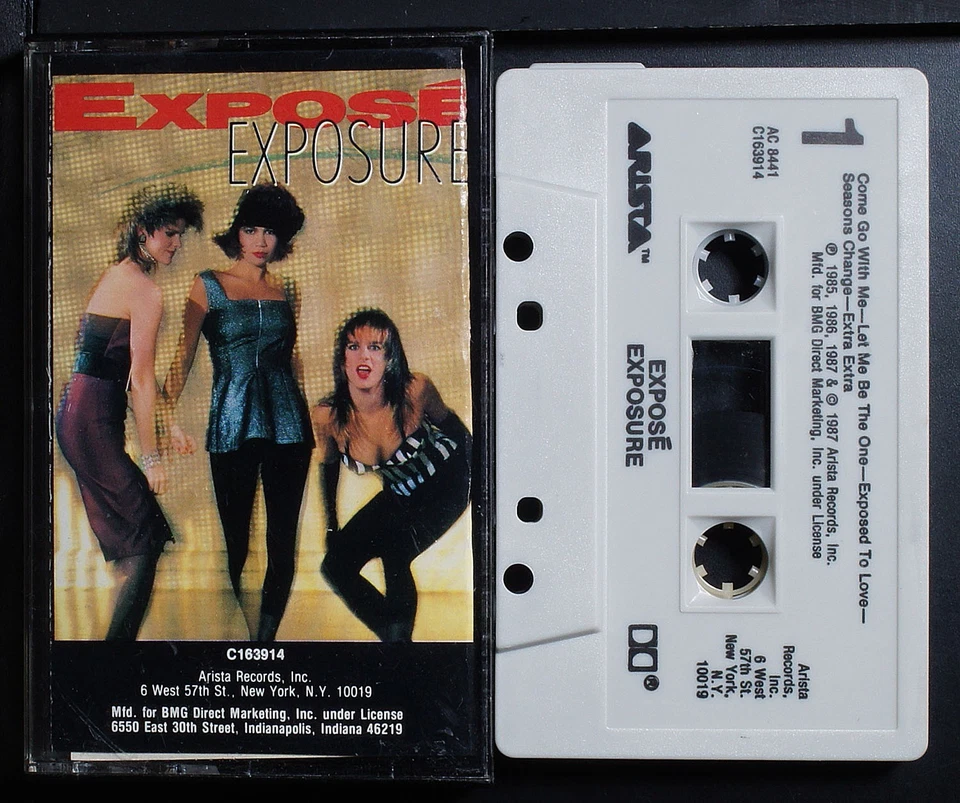 EXPOSÉ
EXPOSURE
C163914
Arista Records, Inc.
6 West 57th St., New York, N.Y. 10019
Mfd. for BMG Direct Marketing, Inc. under License
6550 East 30th Street, Indianapolis, Indiana 46219
1
Come Go With Me—Let Me Be The One—Exposed To Love—
Seasons Change—Extra Extra
℗ 1985, 1986, 1987 & © 1987 Arista Records, Inc.
Mfd. for BMG Direct Marketing, Inc. under License
AC 8441
C163914
ARISTA™
EXPOSÉ
EXPOSURE
Arista
Records,
Inc.
6 West
57th St.
New York,
N.Y.
10019
®